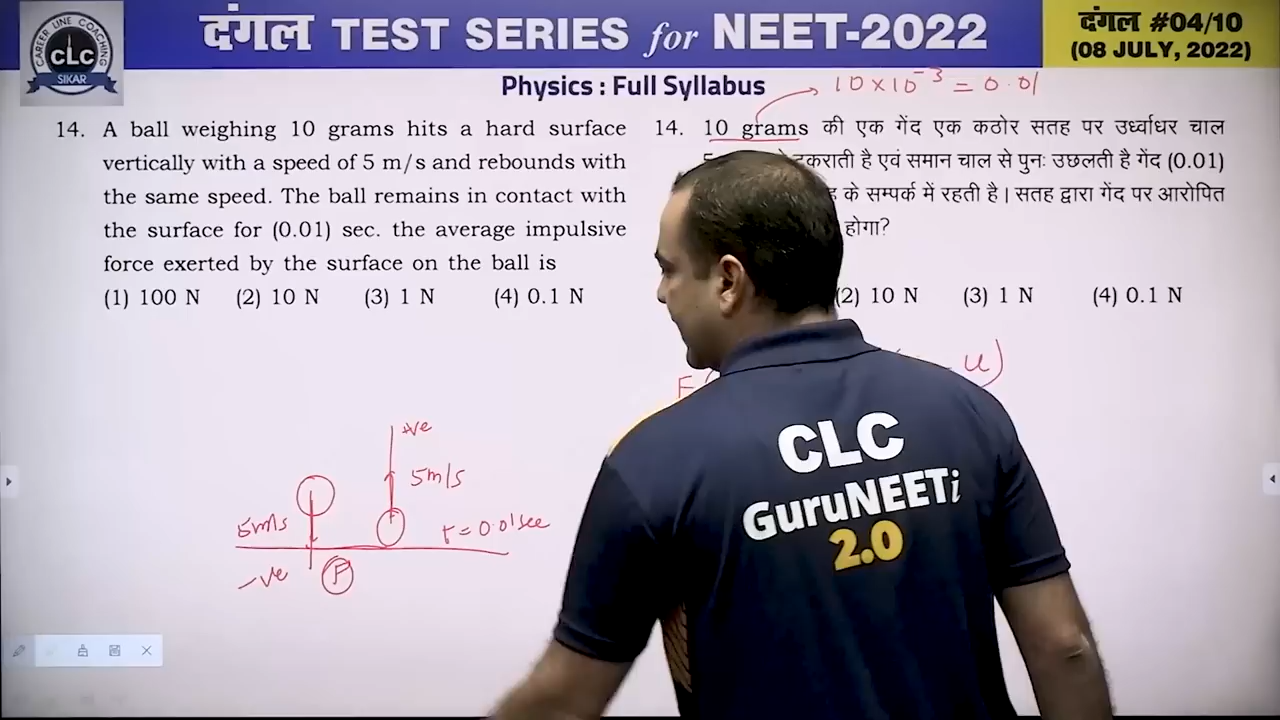 CAREER LINE COACHING
CLC
SIKAR
दंगल TEST SERIES for NEET-2022
दंगल #04/10
(08 JULY, 2022)
Physics : Full Syllabus
10 × 10⁻³ = 0.01
14. A ball weighing 10 grams hits a hard surface
vertically with a speed of 5 m/s and rebounds with
the same speed. The ball remains in contact with
the surface for (0.01) sec. the average impulsive
force exerted by the surface on the ball is
(1) 100 N (2) 10 N (3) 1 N (4) 0.1 N
14. 10 grams की एक गेंद एक कठोर सतह पर उर्ध्वाधर चाल
टकराती है एवं समान चाल से पुनः उछलती है गेंद (0.01)
के सम्पर्क में रहती है। सतह द्वारा गेंद पर आरोपित
होगा?
(2) 10 N (3) 1 N (4) 0.1 N
F (
- u)
+ve
5m/s
5m/s
t = 0.01sec
-ve
F
CLC
GuruNEETi
2.0